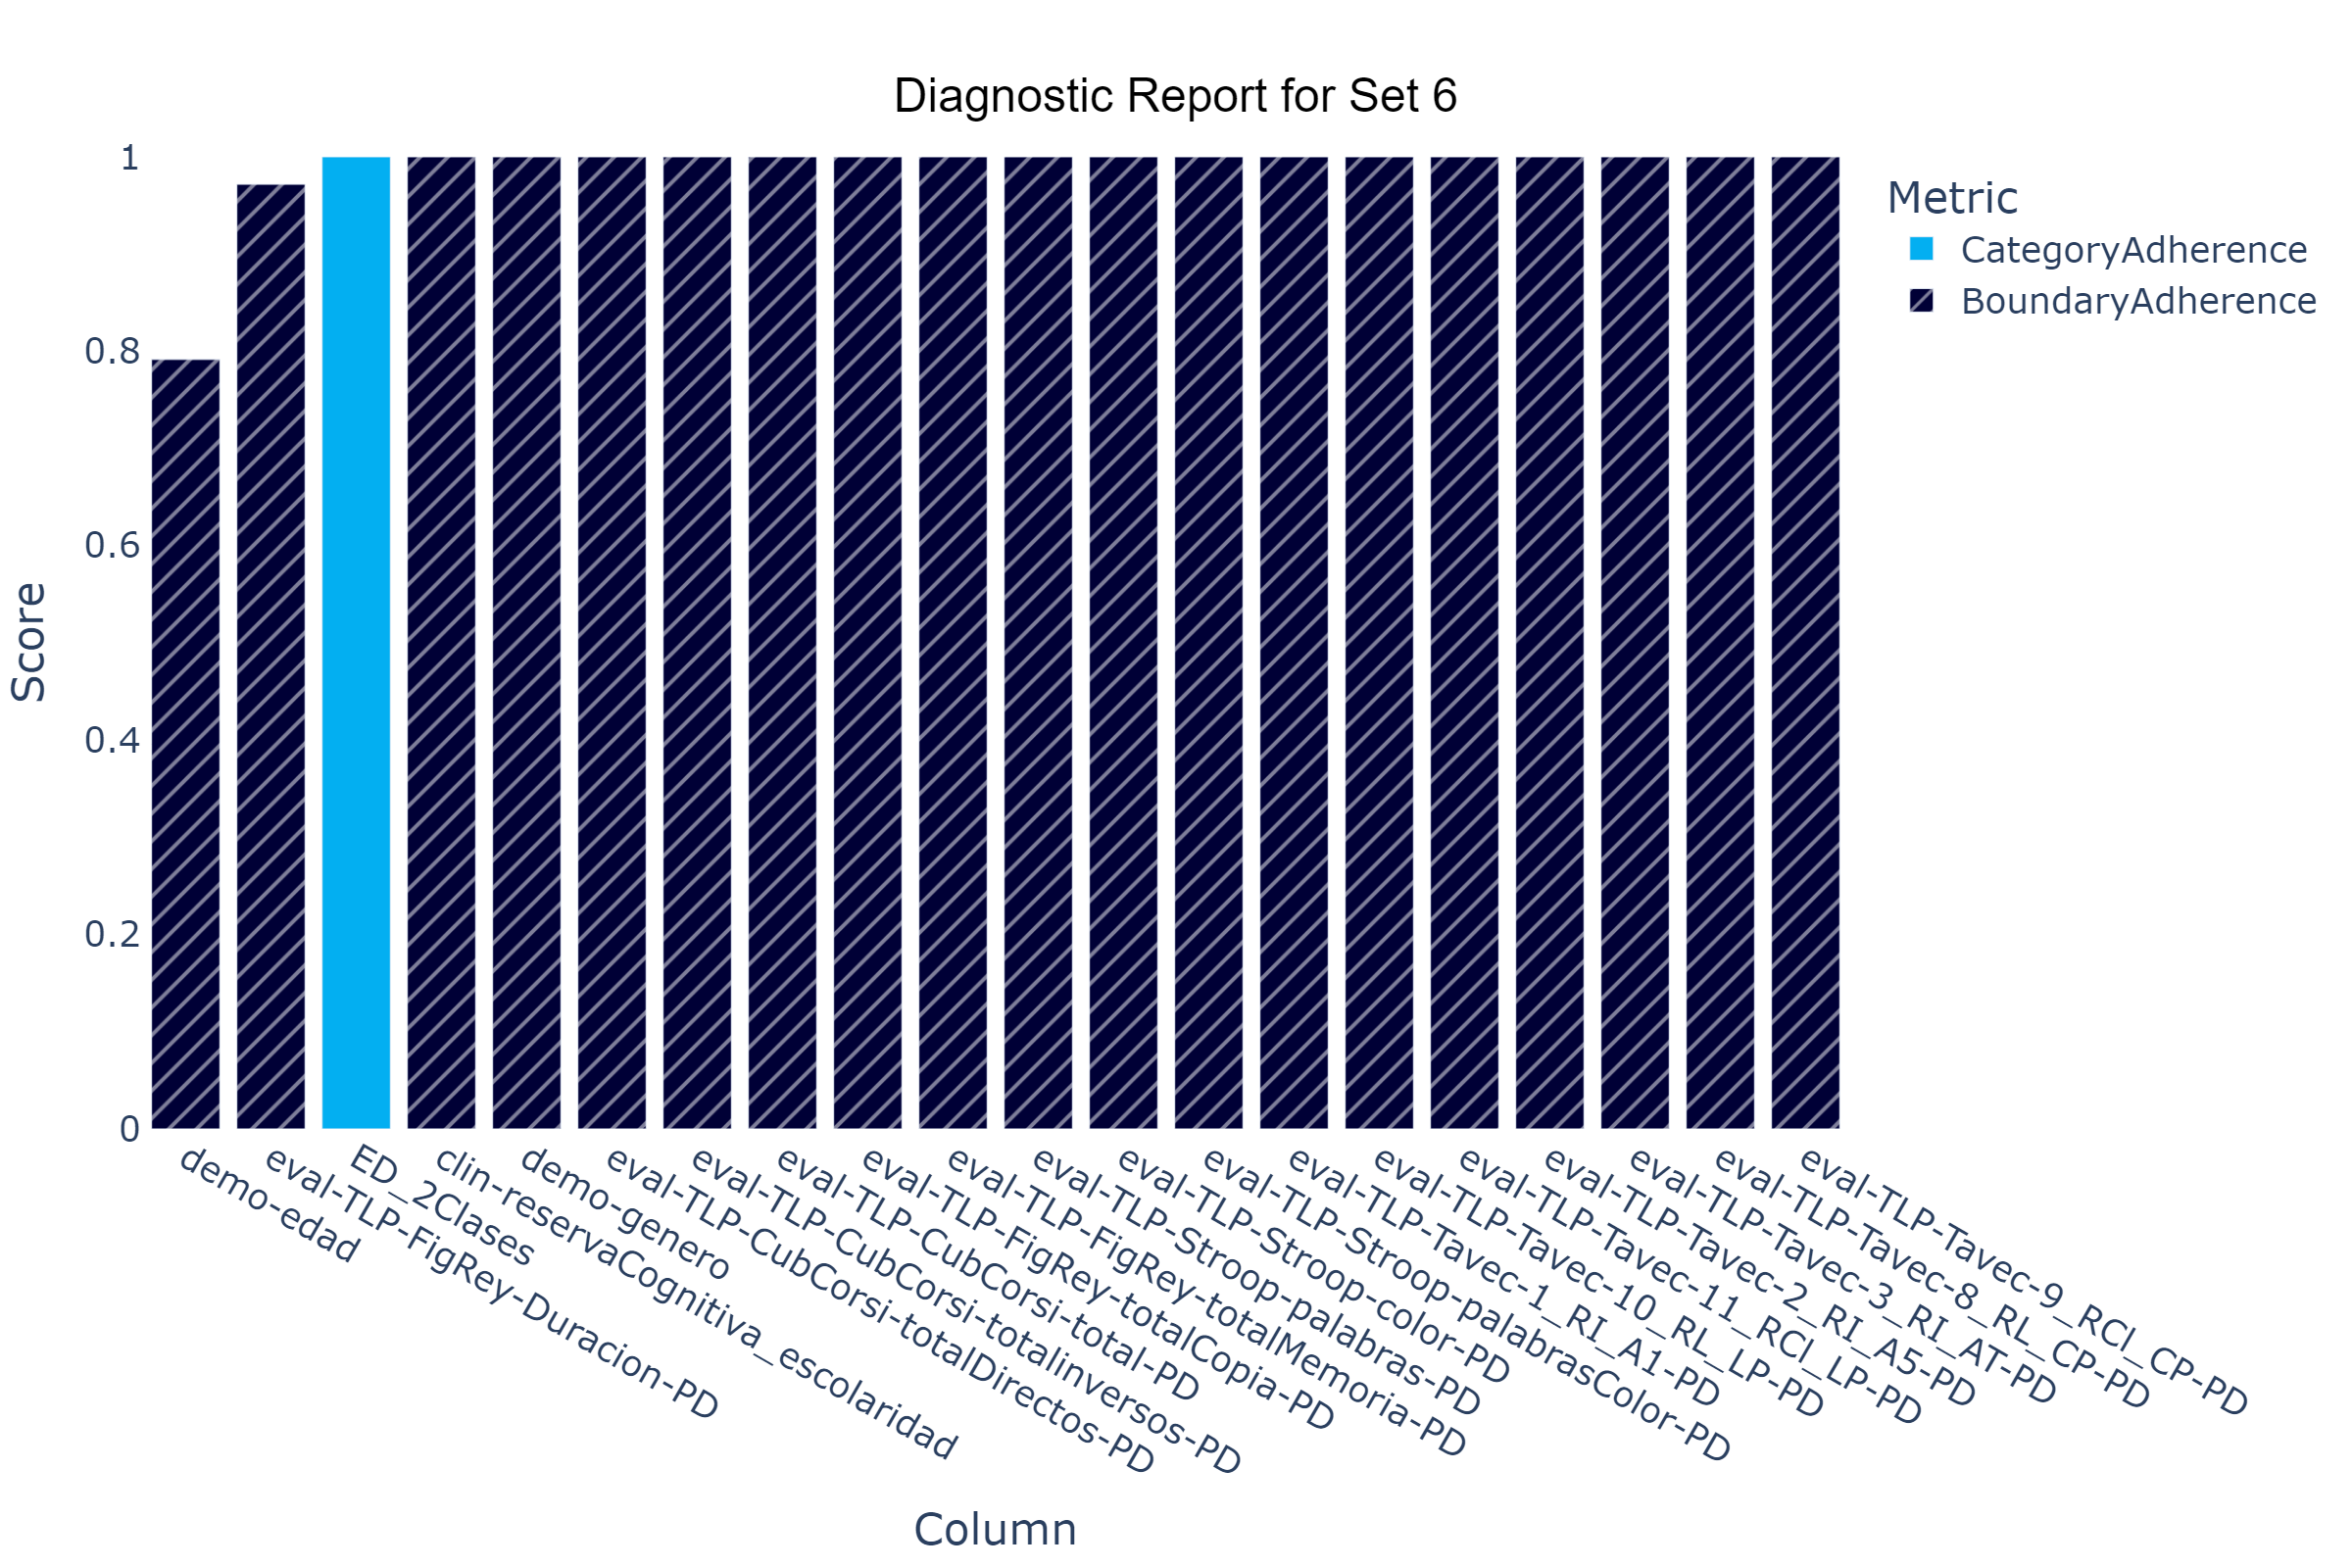 Diagnostic Report for Set 6
1
0.8
0.6
0.4
0.2
0
Score
Metric
CategoryAdherence
BoundaryAdherence
demo-edad
eval-TLP-FigRey-Duracion-PD
ED_2Clases
clin-reservaCognitiva_escolaridad
demo-genero
eval-TLP-CubCorsi-totalDirectos-PD
eval-TLP-CubCorsi-totalinversos-PD
eval-TLP-CubCorsi-total-PD
eval-TLP-FigRey-totalCopia-PD
eval-TLP-FigRey-totalMemoria-PD
eval-TLP-Stroop-palabras-PD
eval-TLP-Stroop-color-PD
eval-TLP-Stroop-palabrasColor-PD
eval-TLP-Tavec-1_RI_A1-PD
eval-TLP-Tavec-10_RL_LP-PD
eval-TLP-Tavec-11_RCl_LP-PD
eval-TLP-Tavec-2_RI_A5-PD
eval-TLP-Tavec-3_RI_AT-PD
eval-TLP-Tavec-8_RL_CP-PD
eval-TLP-Tavec-9_RCl_CP-PD
Column